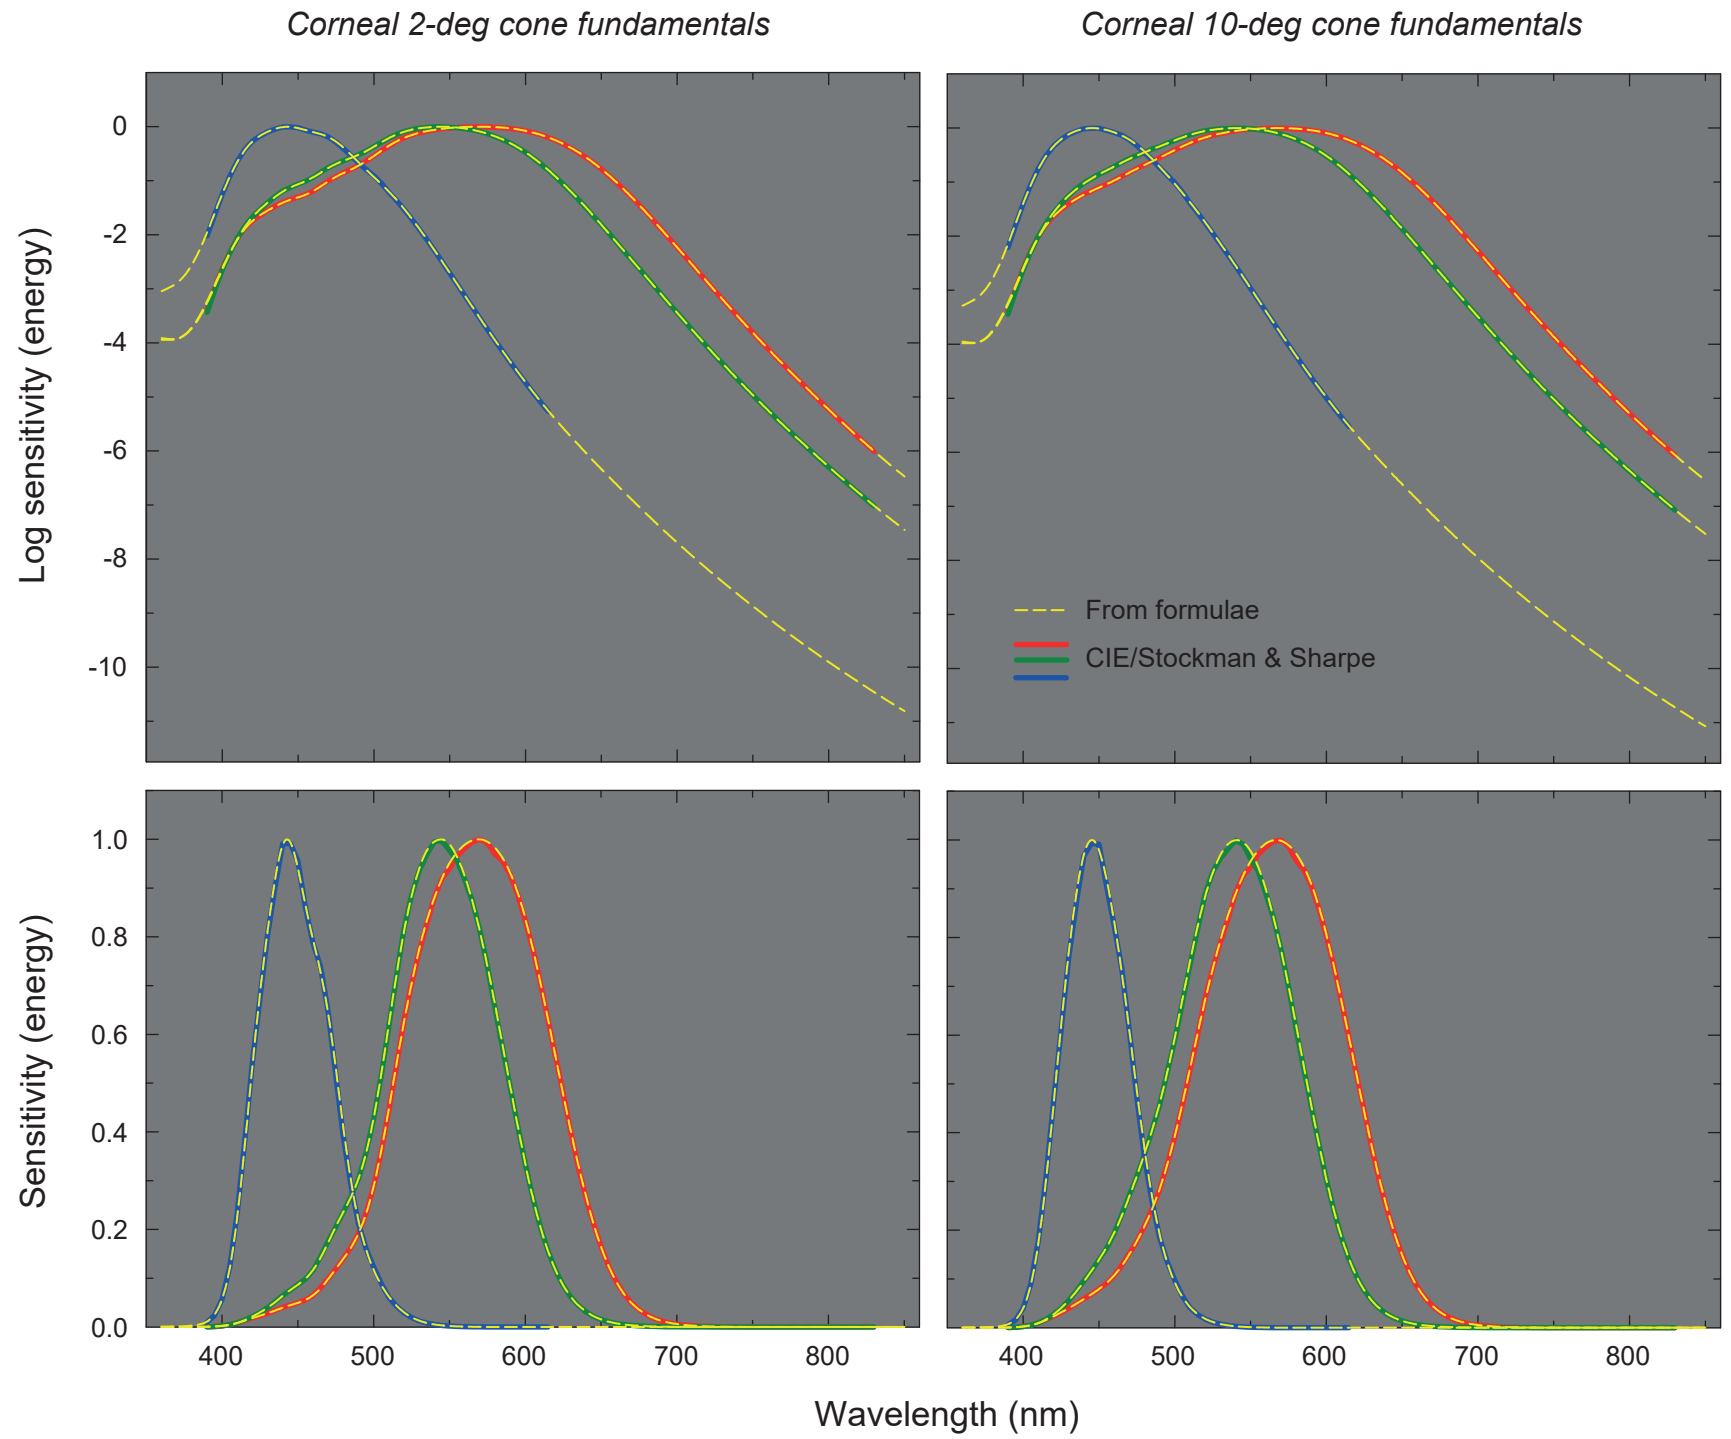 Corneal 2-deg cone fundamentals
Corneal 10-deg cone fundamentals
Log sensitivity (energy)
0
-2
-4
-6
-8
-10
From formulae
CIE/Stockman & Sharpe
Sensitivity (energy)
1.0
0.8
0.6
0.4
0.2
0.0
400 500 600 700 800
400 500 600 700 800
Wavelength (nm)